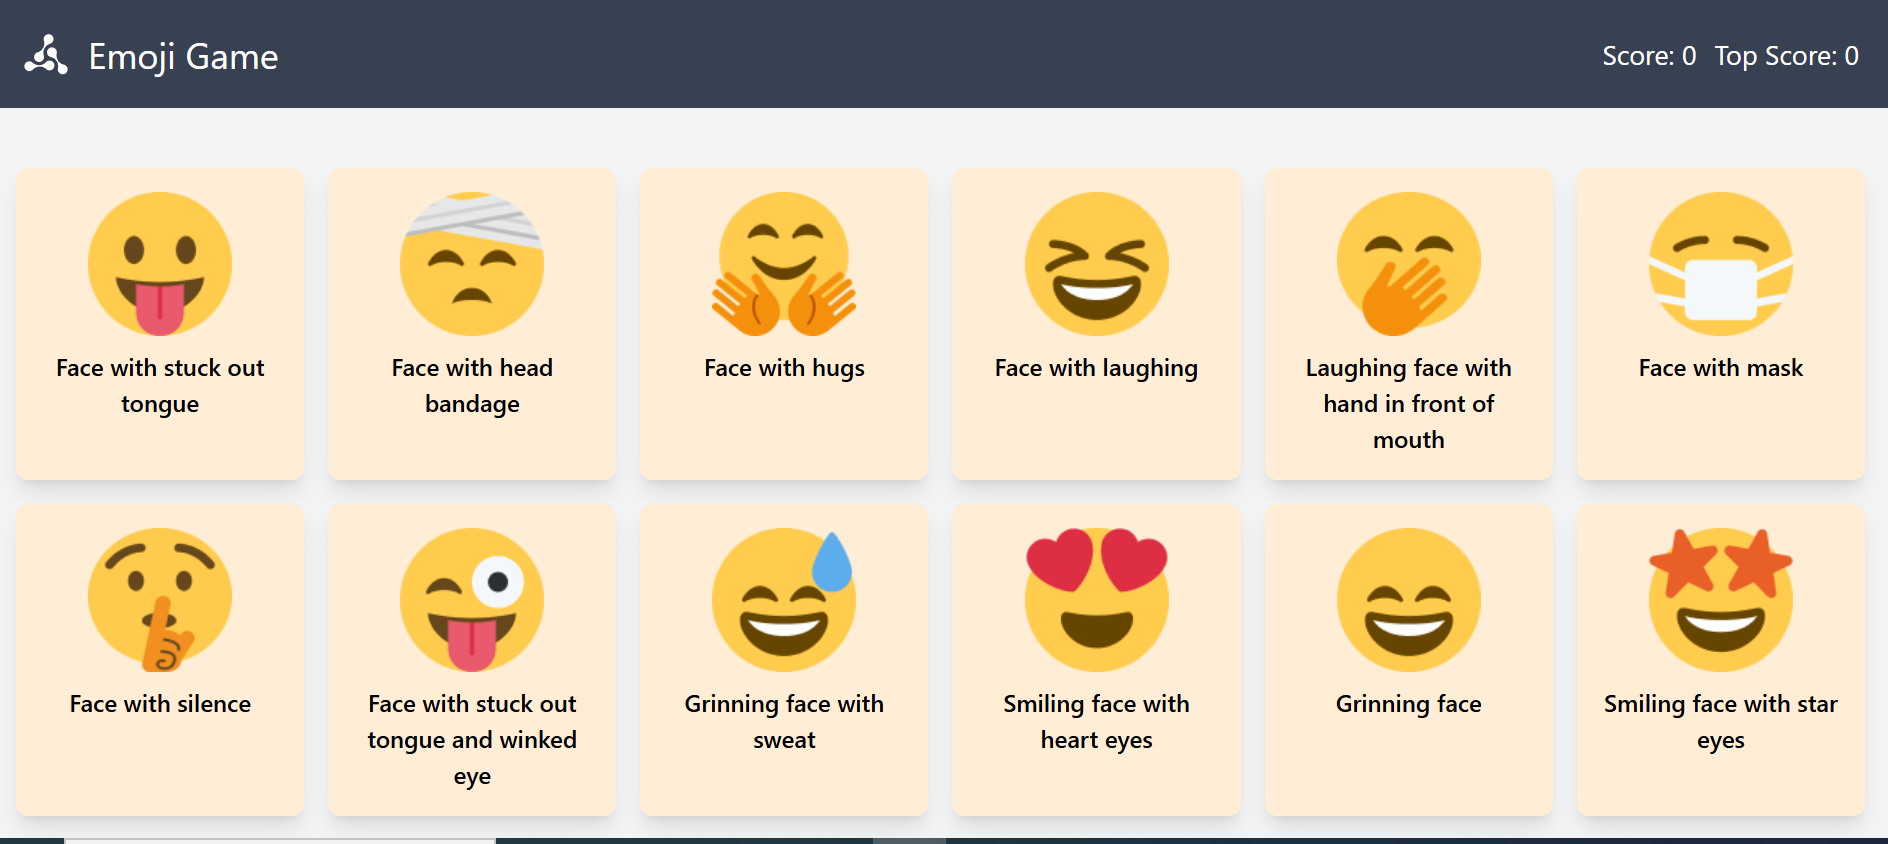 Emoji Game
Score: 0 Top Score: 0
Face with stuck out
tongue
Face with head
bandage
Face with hugs
Face with laughing
Laughing face with
hand in front of
mouth
Face with mask
Face with silence
Face with stuck out
tongue and winked
eye
Grinning face with
sweat
Smiling face with
heart eyes
Grinning face
Smiling face with star
eyes